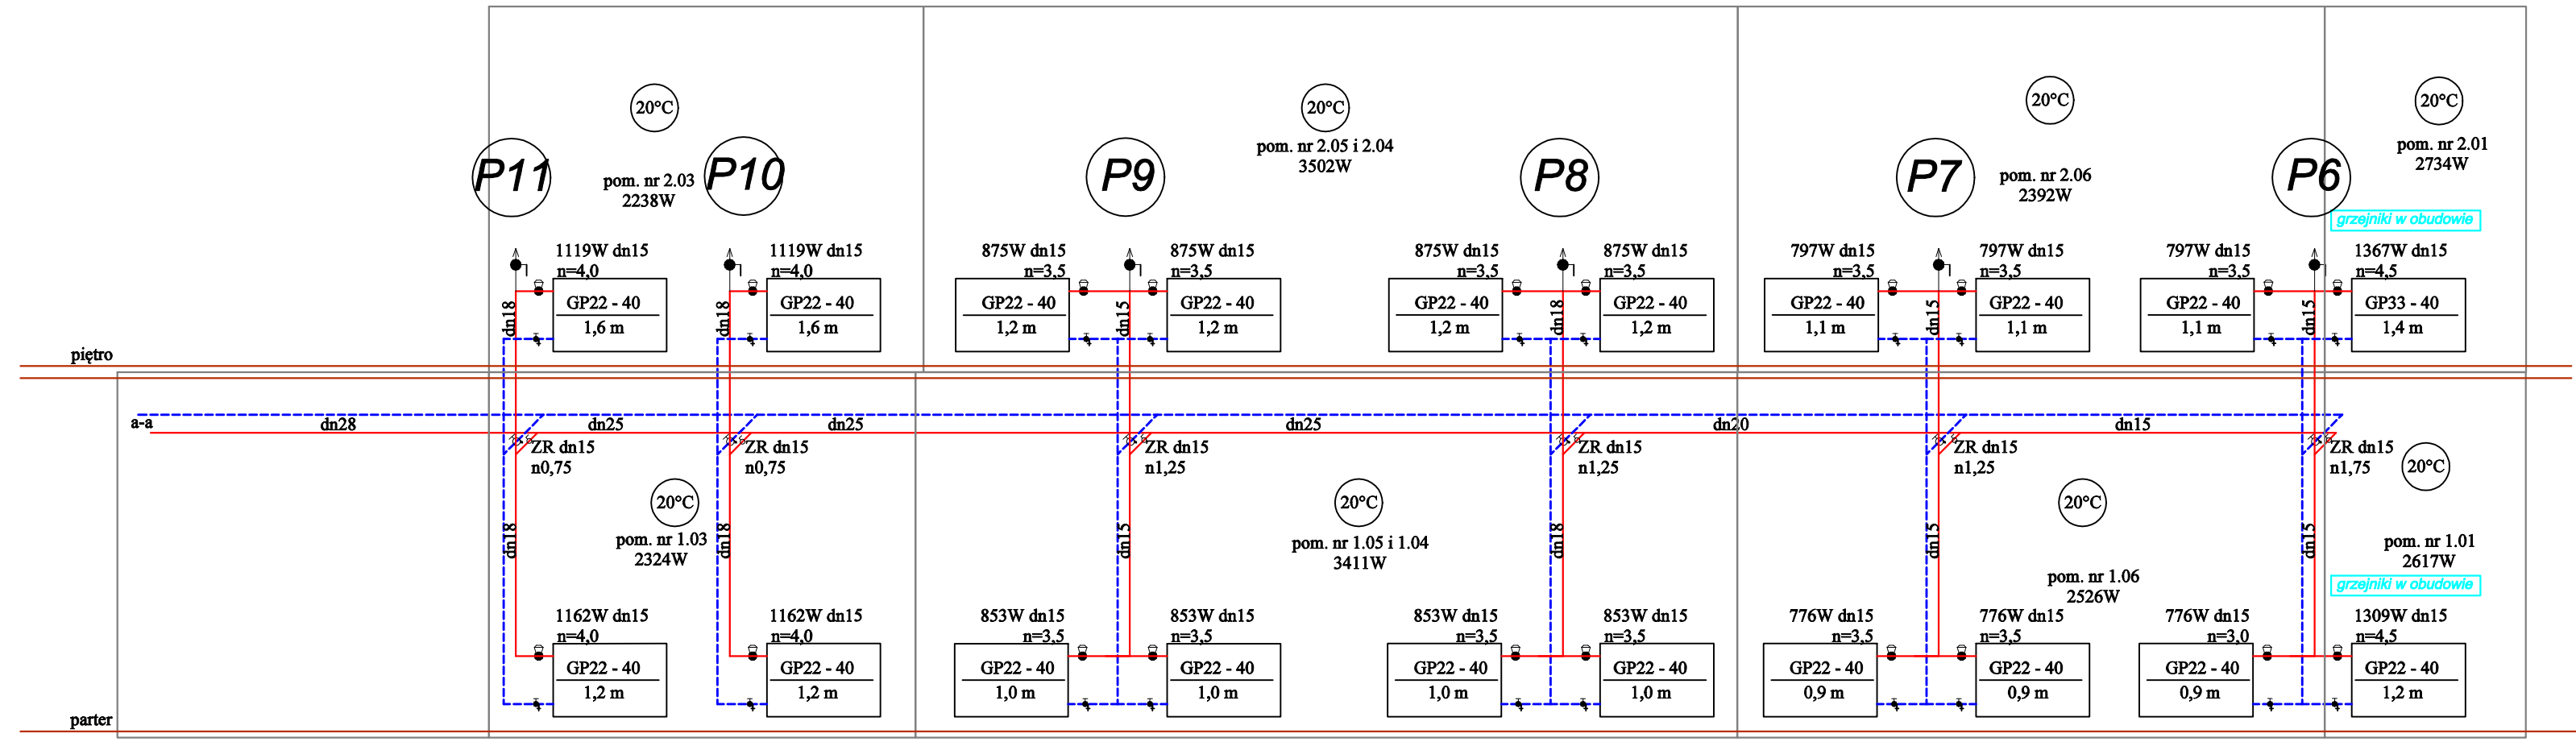 20°C
20°C
20°C
20°C
pom. nr 2.05 i 2.04
3502W
pom. nr 2.01
2734W
P11
pom. nr 2.03
2238W
P10
P9
P8
P7
pom. nr 2.06
2392W
P6
grzejniki w obudowie
1119W dn15
n=4,0
1119W dn15
n=4,0
875W dn15
n=3,5
875W dn15
n=3,5
875W dn15
n=3,5
875W dn15
n=3,5
797W dn15
n=3,5
797W dn15
n=3,5
797W dn15
n=3,5
1367W dn15
n=4,5
GP22 - 40
1,6 m
GP22 - 40
1,6 m
GP22 - 40
1,2 m
GP22 - 40
1,2 m
GP22 - 40
1,2 m
GP22 - 40
1,2 m
GP22 - 40
1,1 m
GP22 - 40
1,1 m
GP22 - 40
1,1 m
GP33 - 40
1,4 m
dn18
dn18
dn15
dn18
dn15
dn15
piętro
a-a
dn28
dn25
dn25
dn25
dn20
dn15
ZR dn15
n0,75
ZR dn15
n0,75
ZR dn15
n1,25
ZR dn15
n1,25
ZR dn15
n1,25
ZR dn15
n1,75
20°C
20°C
20°C
20°C
dn18
dn18
dn15
dn18
dn15
dn15
pom. nr 1.03
2324W
pom. nr 1.05 i 1.04
3411W
pom. nr 1.06
2526W
pom. nr 1.01
2617W
grzejniki w obudowie
1162W dn15
n=4,0
1162W dn15
n=4,0
853W dn15
n=3,5
853W dn15
n=3,5
853W dn15
n=3,5
853W dn15
n=3,5
776W dn15
n=3,5
776W dn15
n=3,5
776W dn15
n=3,0
1309W dn15
n=4,5
GP22 - 40
1,2 m
GP22 - 40
1,2 m
GP22 - 40
1,0 m
GP22 - 40
1,0 m
GP22 - 40
1,0 m
GP22 - 40
1,0 m
GP22 - 40
0,9 m
GP22 - 40
0,9 m
GP22 - 40
0,9 m
GP22 - 40
1,2 m
parter